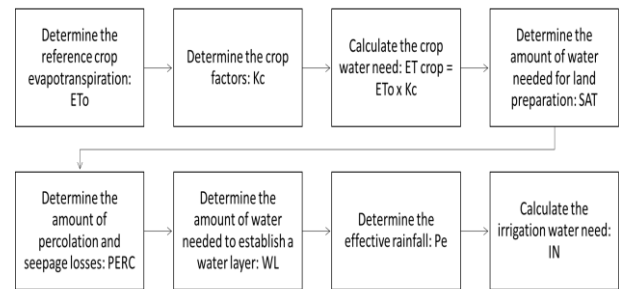 Determine the
reference crop
evapotranspiration:
ETo
Determine the crop
factors: Kc
Calculate the crop
water need: ET crop =
ETo x Kc
Determine the
amount of water
needed for land
preparation: SAT
Determine the
amount of
percolation and
seepage losses: PERC
Determine the
amount of water
needed to establish a
water layer: WL
Determine the
effective rainfall: Pe
Calculate the
irrigation water need:
IN